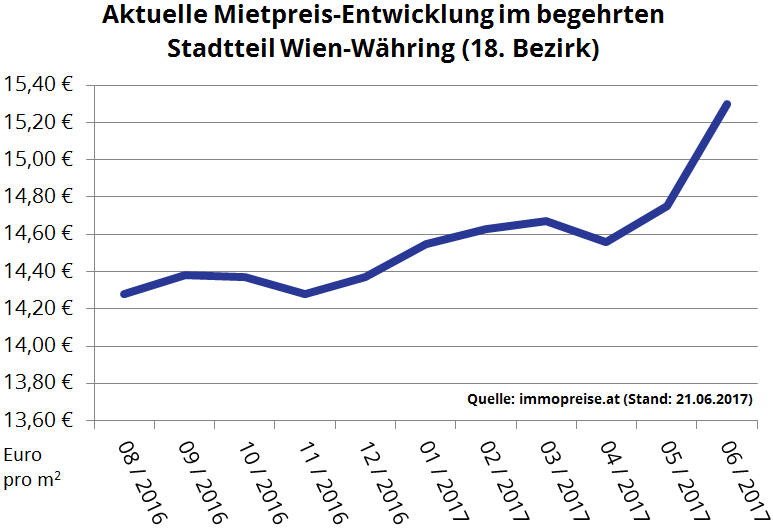 Aktuelle Mietpreis-Entwicklung im begehrten
Stadtteil Wien-Währing (18. Bezirk)
15,40 €
15,20 €
15,00 €
14,80 €
14,60 €
14,40 €
14,20 €
14,00 €
13,80 €
13,60 €
Quelle: immopreise.at (Stand: 21.06.2017)
Euro
pro m²
08 / 2016
09 / 2016
10 / 2016
11 / 2016
12 / 2016
01 / 2017
02 / 2017
03 / 2017
04 / 2017
05 / 2017
06 / 2017